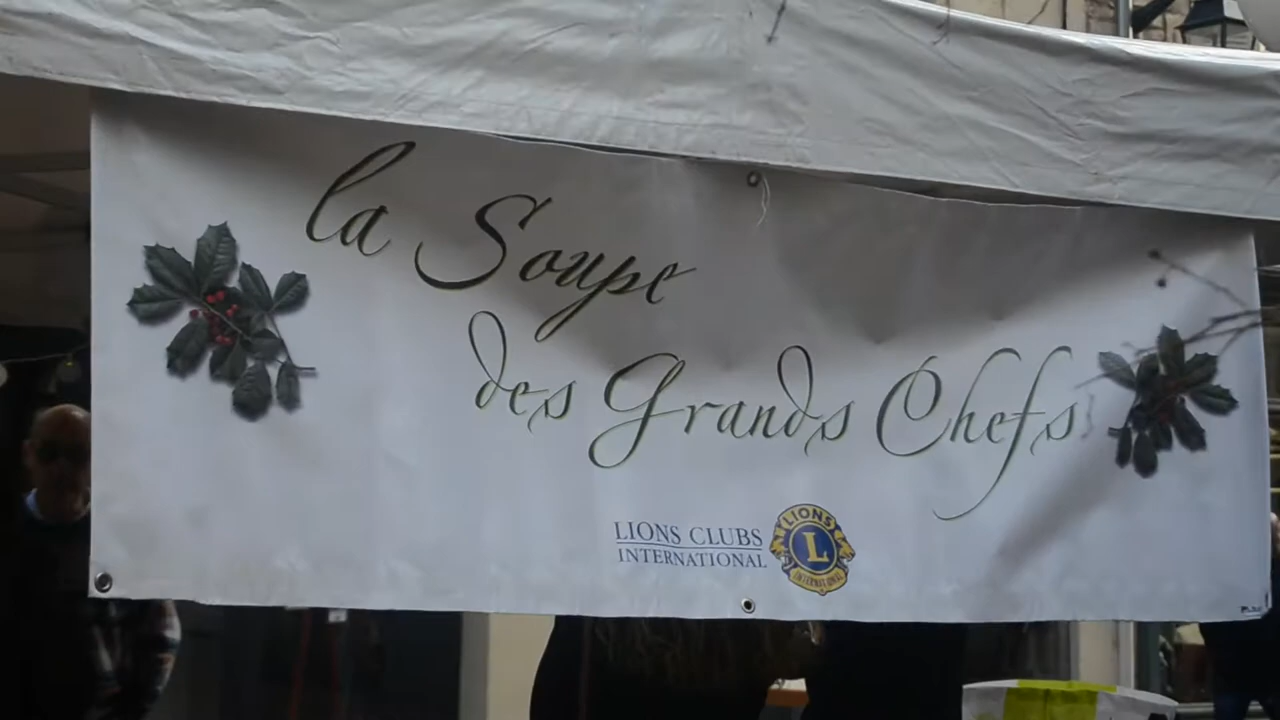 la Soupe
des Grands Chefs
LIONS CLUBS
INTERNATIONAL
LIONS
L
INTERNATIONAL